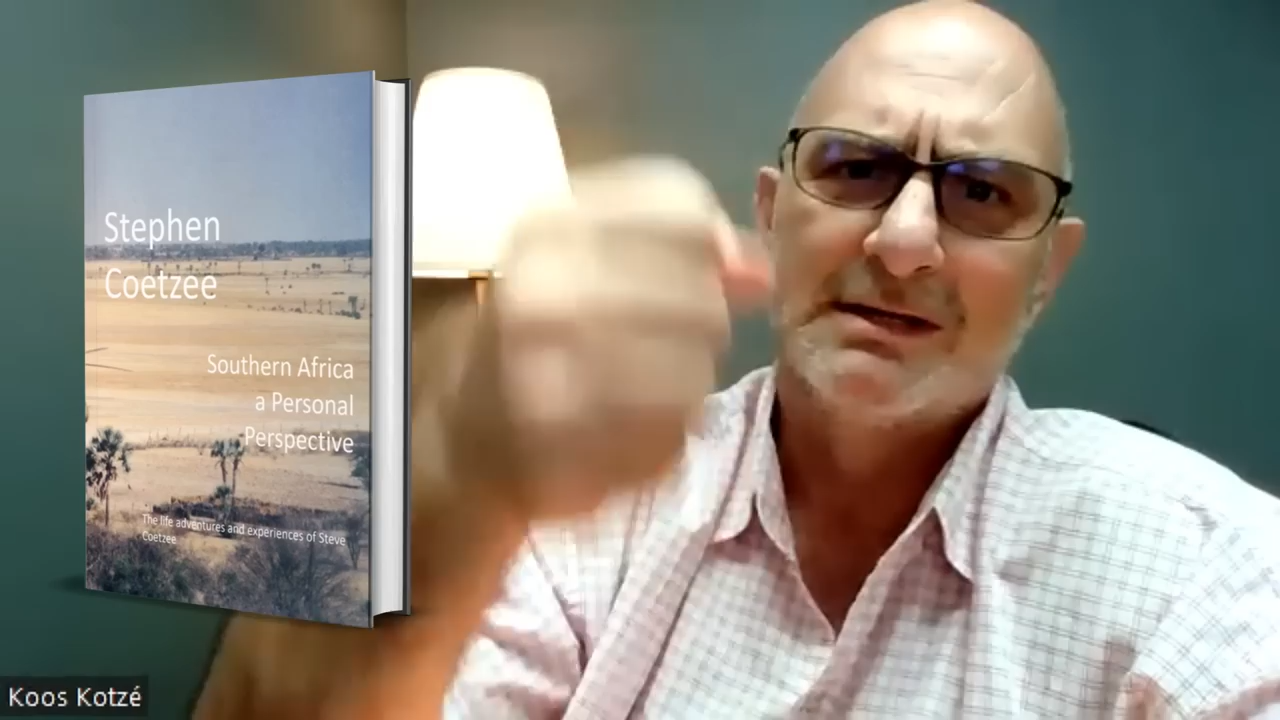 Stephen
Coetzee
Southern Africa
a Personal
Perspective
The life adventures and experiences of Steve
Coetzee
Koos Kotzé